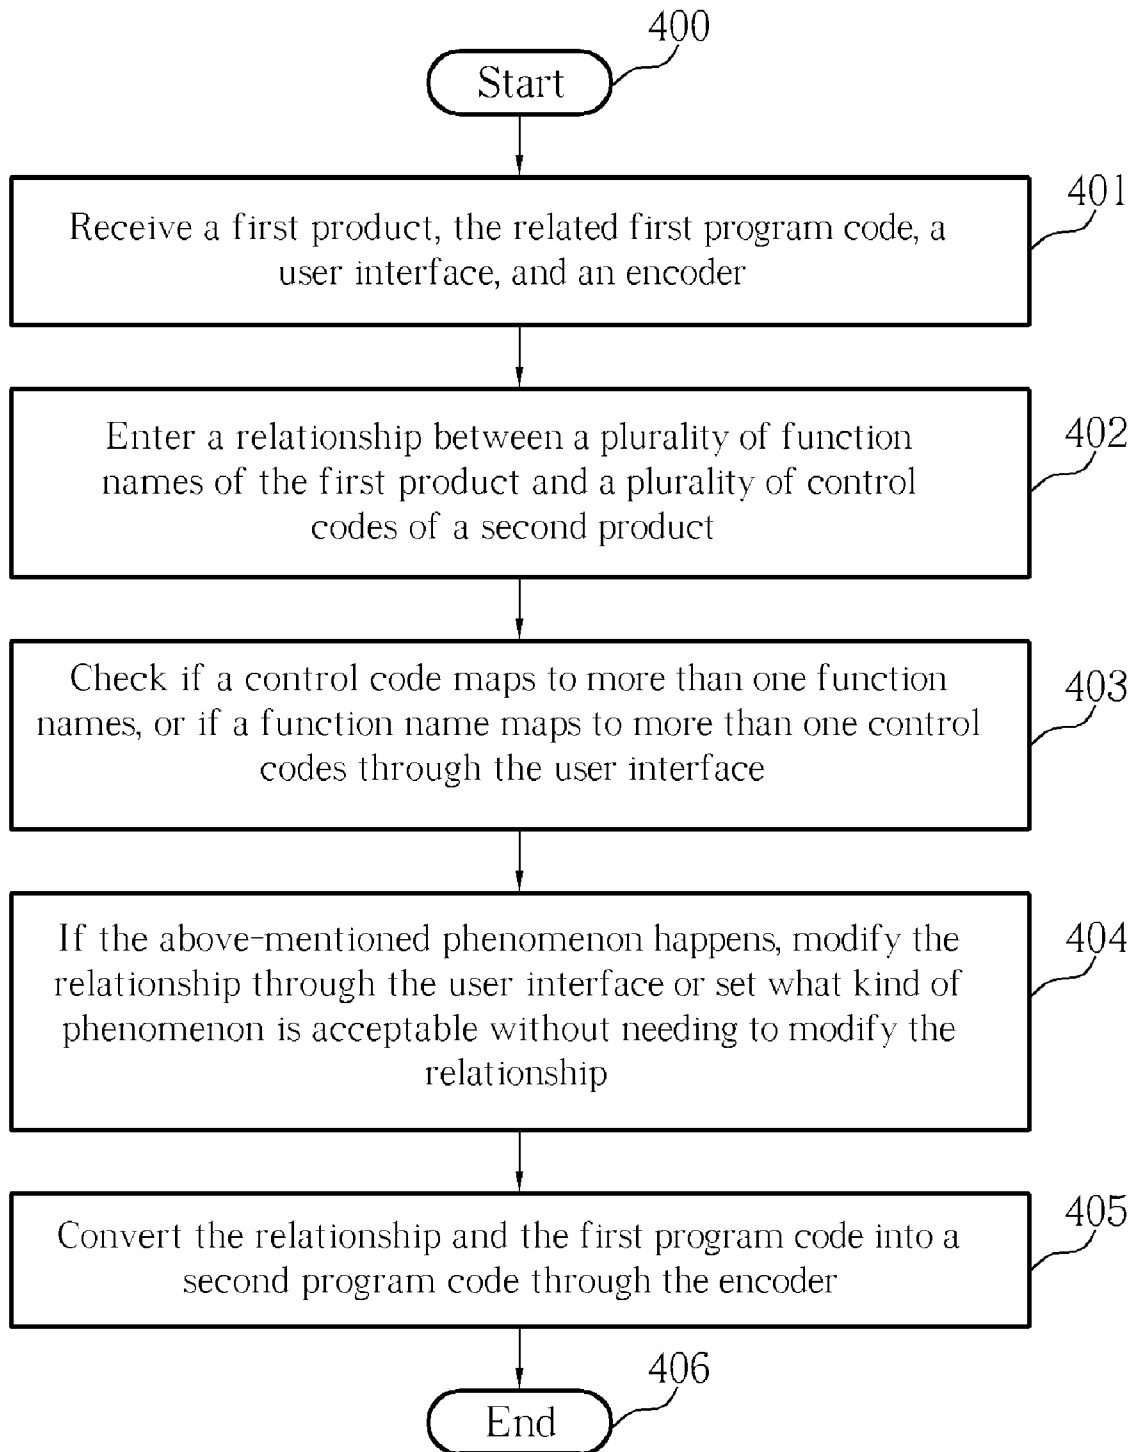 400
Start
401
Receive a first product, the related first program code, a
user interface, and an encoder
402
Enter a relationship between a plurality of function
names of the first product and a plurality of control
codes of a second product
403
Check if a control code maps to more than one function
names, or if a function name maps to more than one control
codes through the user interface
404
If the above-mentioned phenomenon happens, modify the
relationship through the user interface or set what kind of
phenomenon is acceptable without needing to modify the
relationship
405
Convert the relationship and the first program code into a
second program code through the encoder
406
End